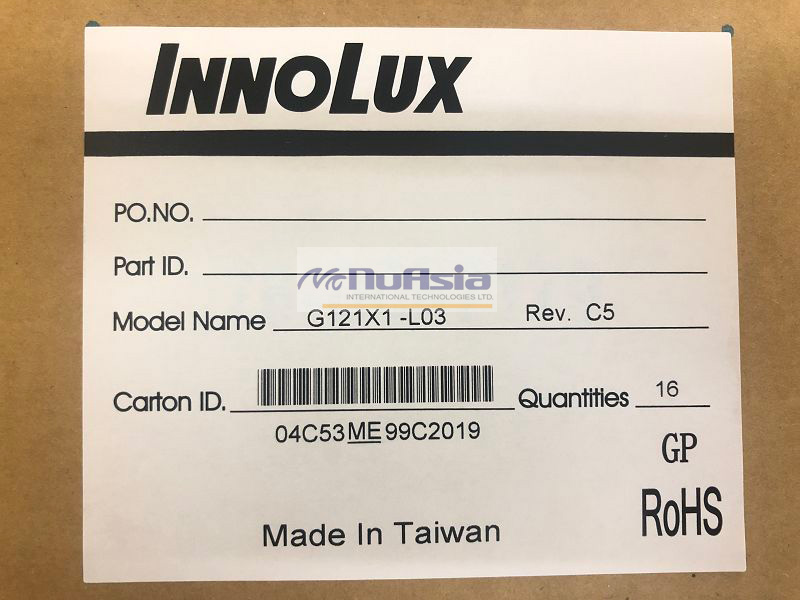 INNOLUX
PO.NO.
Part ID.
NuAsia
INTERNATIONAL TECHNOLOGIES LTD.
Model Name G121X1 -L03 Rev. C5
Carton ID. Quantities 16
04C53ME99C2019
GP
RoHS
Made In Taiwan